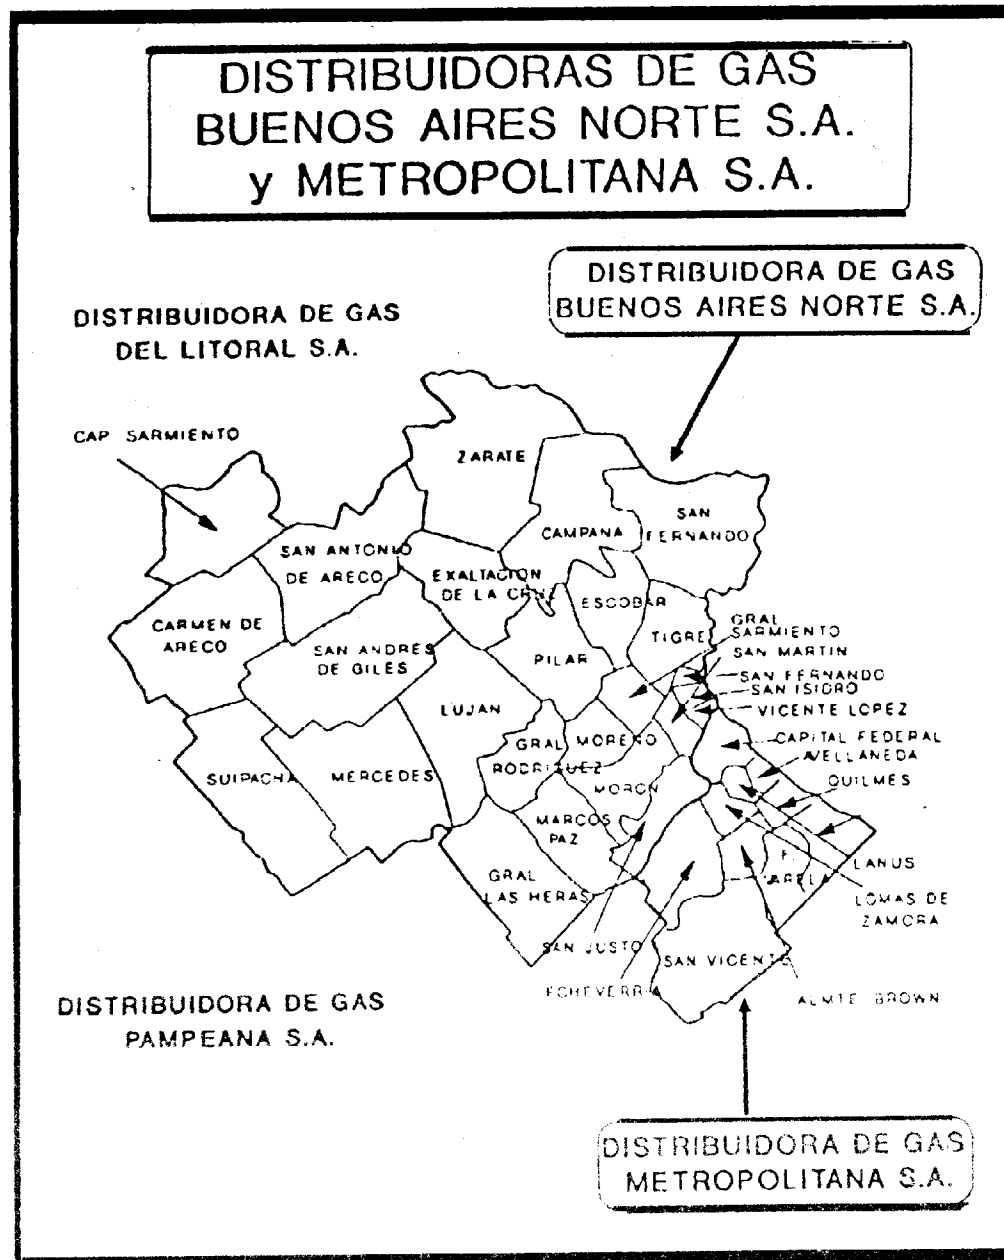 DISTRIBUIDORAS DE GAS
BUENOS AIRES NORTE S.A.
y METROPOLITANA S.A.
DISTRIBUIDORA DE GAS
BUENOS AIRES NORTE S.A.
DISTRIBUIDORA DE GAS
DEL LITORAL S.A.
CAP SARMIENTO
ZARATE
SAN
FERNANDO
CAMPANA
SAN ANTONIO
DE ARECO
EXALTACION
DE LA CRUZ
ESCOBAR
CARMEN DE
ARECO
SAN ANDRES
DE GILES
PILAR
TIGRE
GRAL
SARMIENTO
SAN MARTIN
SAN FERNANDO
SAN ISIDRO
VICENTE LOPEZ
LUJAN
GRAL
RODRIGUEZ
MORENO
CAPITAL FEDERAL
AVELLANEDA
QUILMES
SUIPACHA
MERCEDES
MORON
MARCOS
PAZ
F.
VARELA
LANUS
GRAL
LAS HERAS
LOMAS DE
ZAMORA
SAN JUSTO
SAN VICENTE
ECHEVERRIA
ALMTE BROWN
DISTRIBUIDORA DE GAS
PAMPEANA S.A.
DISTRIBUIDORA DE GAS
METROPOLITANA S.A.